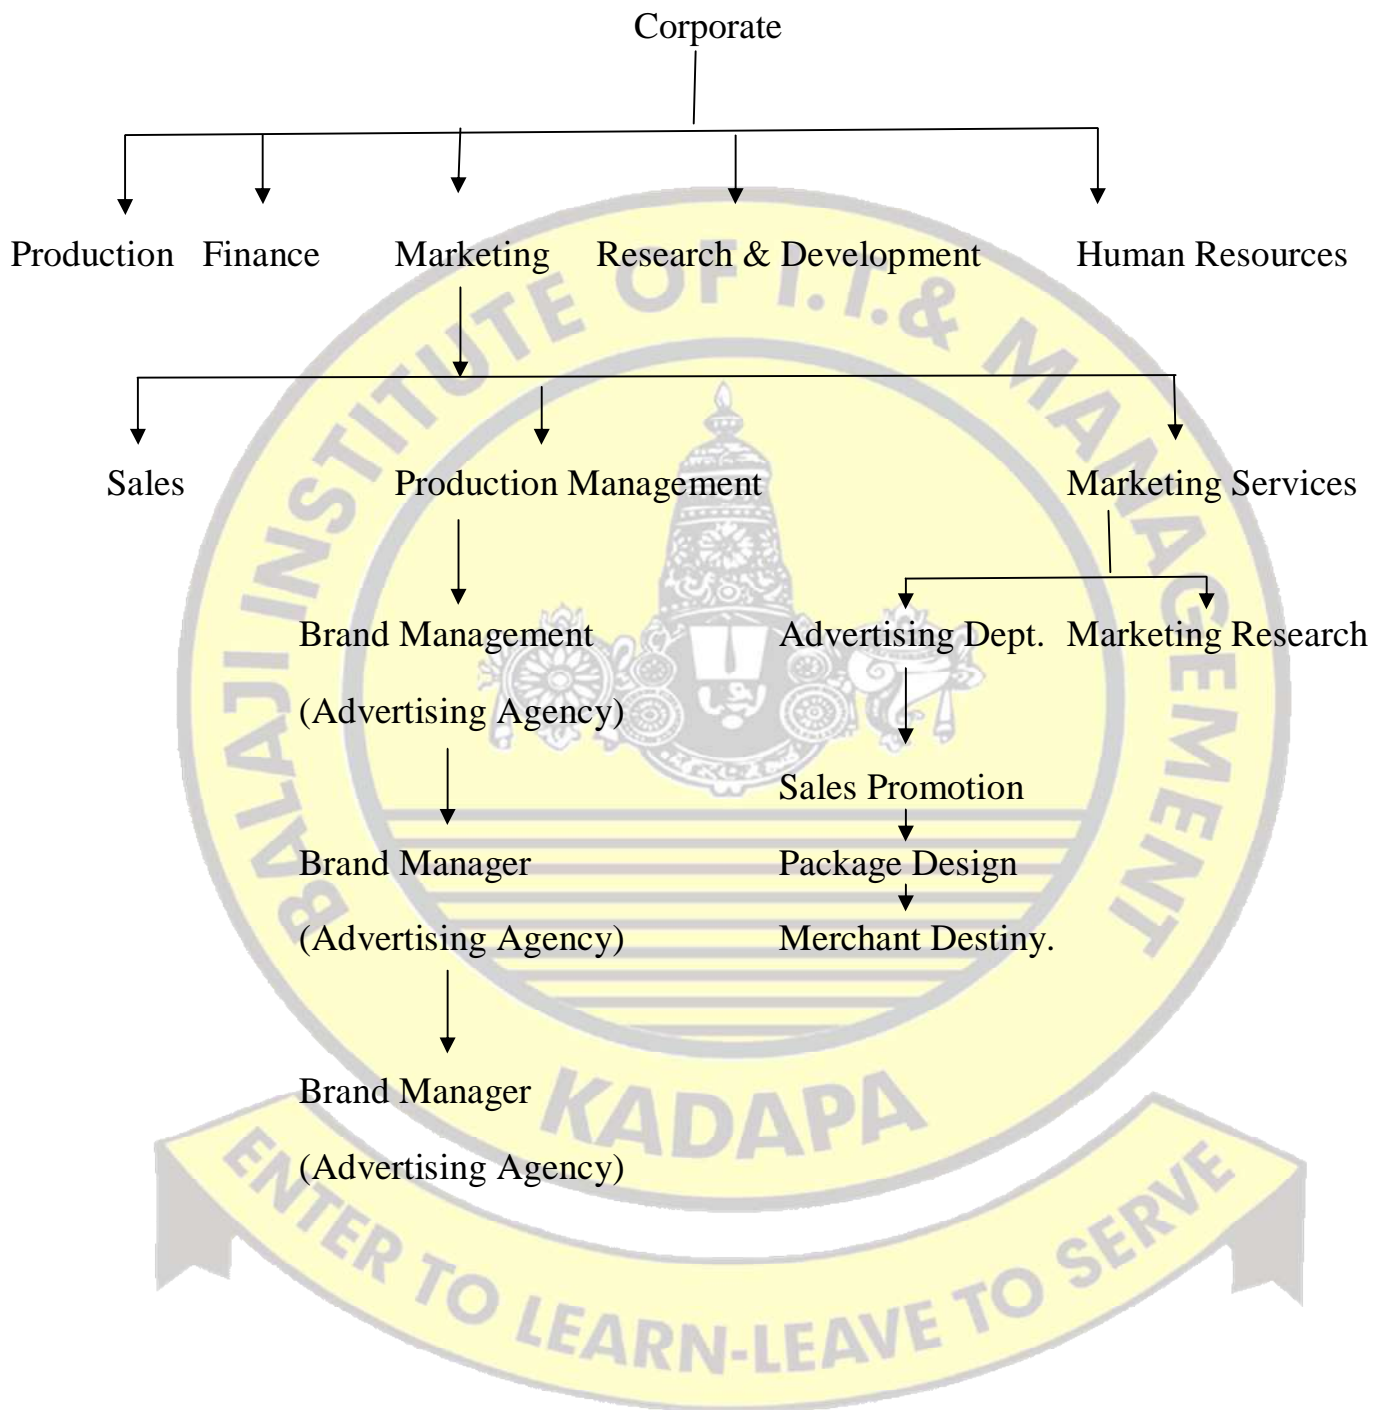 Corporate
Production Finance Marketing Research & Development Human Resources
Sales Production Management Marketing Services
Brand Management Advertising Dept. Marketing Research
(Advertising Agency)
Sales Promotion
Brand Manager Package Design
(Advertising Agency) Merchant Destiny.
Brand Manager
(Advertising Agency)
BALAJI INSTITUTE OF I.T.& MANAGEMENT
KADAPA
ENTER TO LEARN-LEAVE TO SERVE